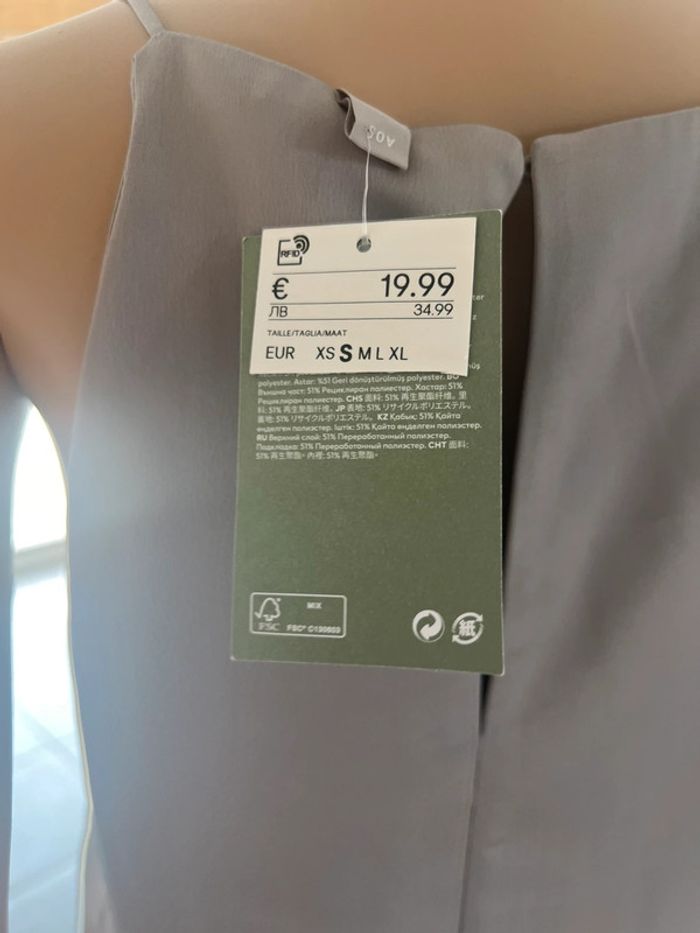 RFID
€ 19.99
ЛВ 34.99
TAILLE/TAGLIA/MAAT
EUR XS S M L XL
polyester. Astar: %51 Geri dönüştürülmüş polyester. BG
Външна част: 51% Рециклиран полиестер. Хастар: 51%
Рециклиран полиестер. CHS 面料: 51% 再生聚酯纤维。里
料: 51% 再生聚酯纤维。JP 表地: 51% リサイクルポリエステル。
裏地: 51% リサイクルポリエステル。KZ Қабық: 51% Қайта
өңделген полиэстер. Іштік: 51% Қайта өңделген полиэстер.
RU Верхний слой: 51% Переработанный полиэстер.
Подкладка: 51% Переработанный полиэстер. CHT 面料:
51% 再生聚酯。內裡: 51% 再生聚酯。
MIX
FSC FSC®
紙